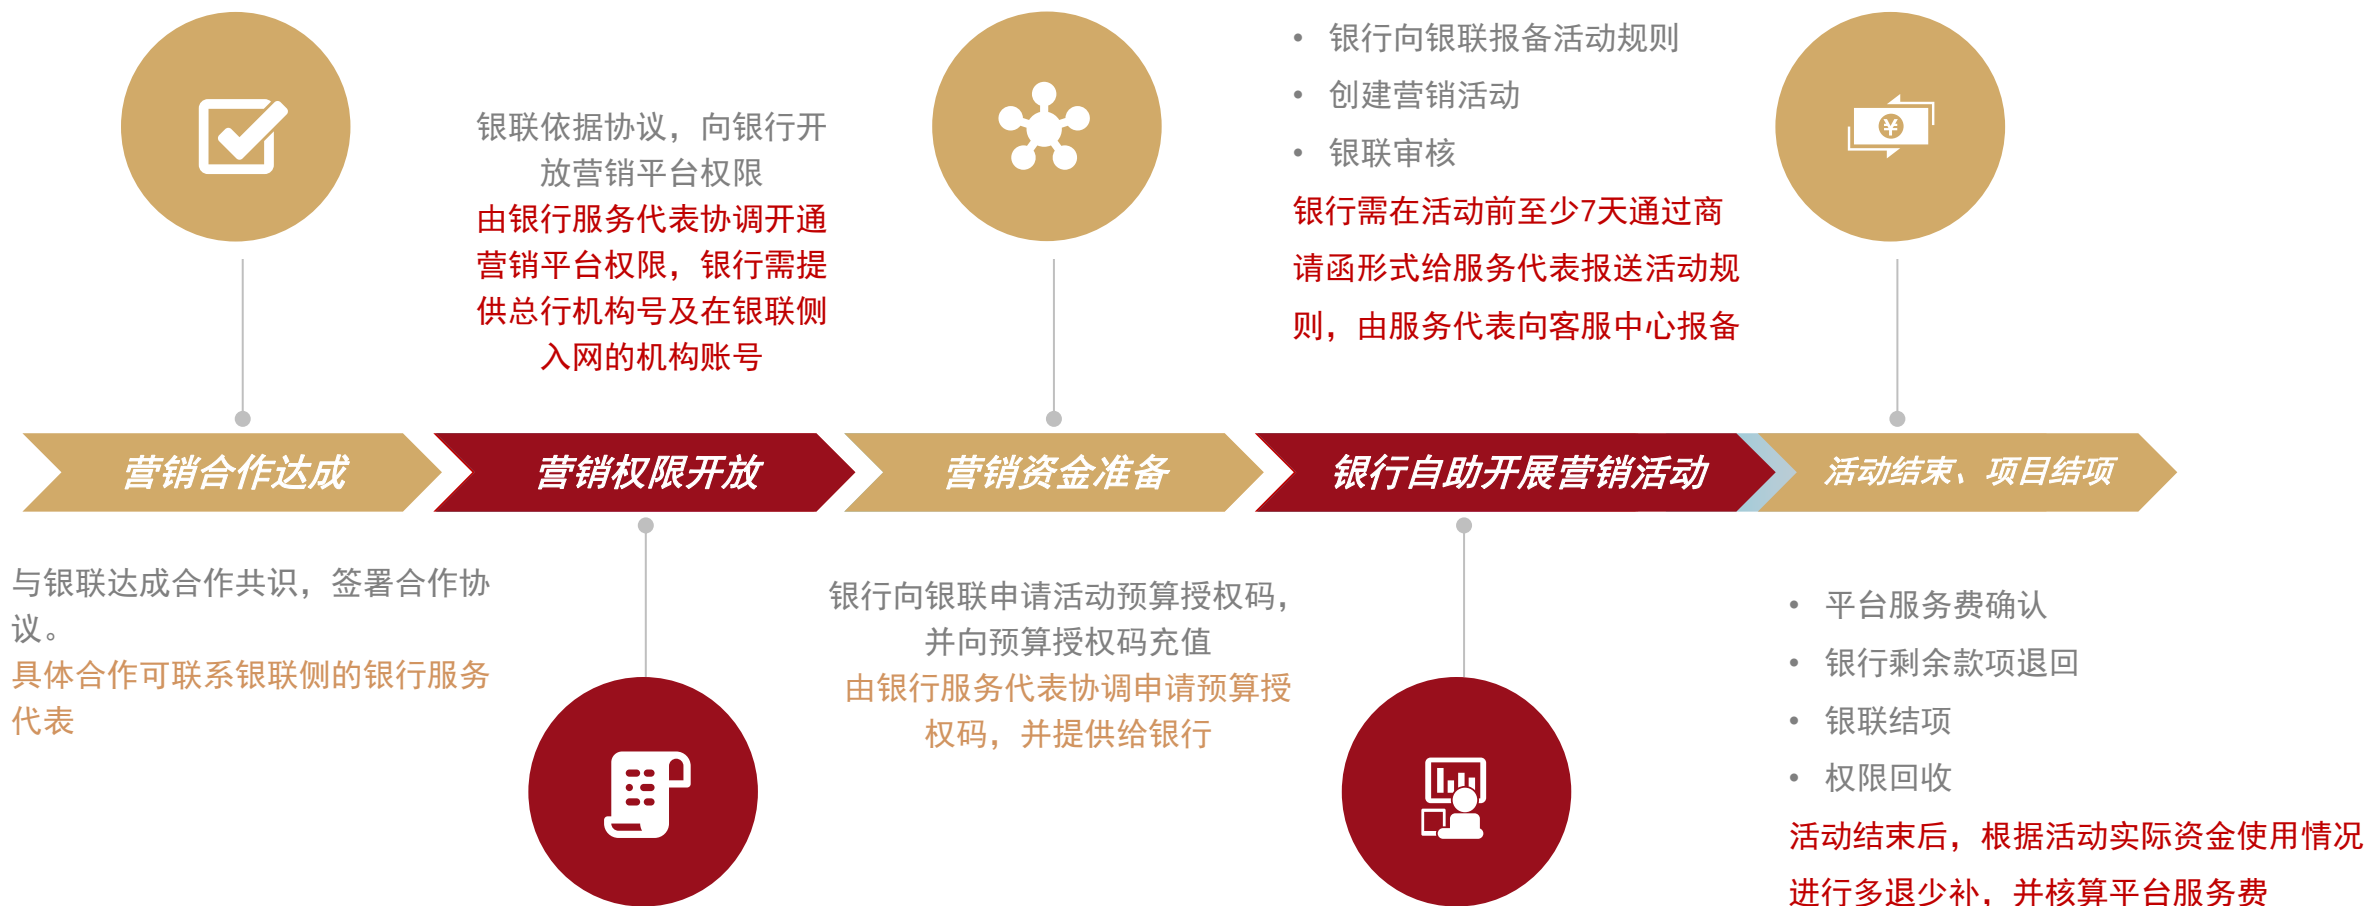 银联依据协议，向银行开
放营销平台权限
由银行服务代表协调开通
营销平台权限，银行需提
供总行机构号及在银联侧
入网的机构账号
• 银行向银联报备活动规则
• 创建营销活动
• 银联审核
银行需在活动前至少7天通过商
请函形式给服务代表报送活动规
则，由服务代表向客服中心报备
¥
营销合作达成
营销权限开放
营销资金准备
银行自助开展营销活动
活动结束、项目结项
与银联达成合作共识，签署合作协
议。
具体合作可联系银联侧的银行服务
代表
银行向银联申请活动预算授权码，
并向预算授权码充值
由银行服务代表协调申请预算授
权码，并提供给银行
• 平台服务费确认
• 银行剩余款项退回
• 银联结项
• 权限回收
活动结束后，根据活动实际资金使用情况
进行多退少补，并核算平台服务费